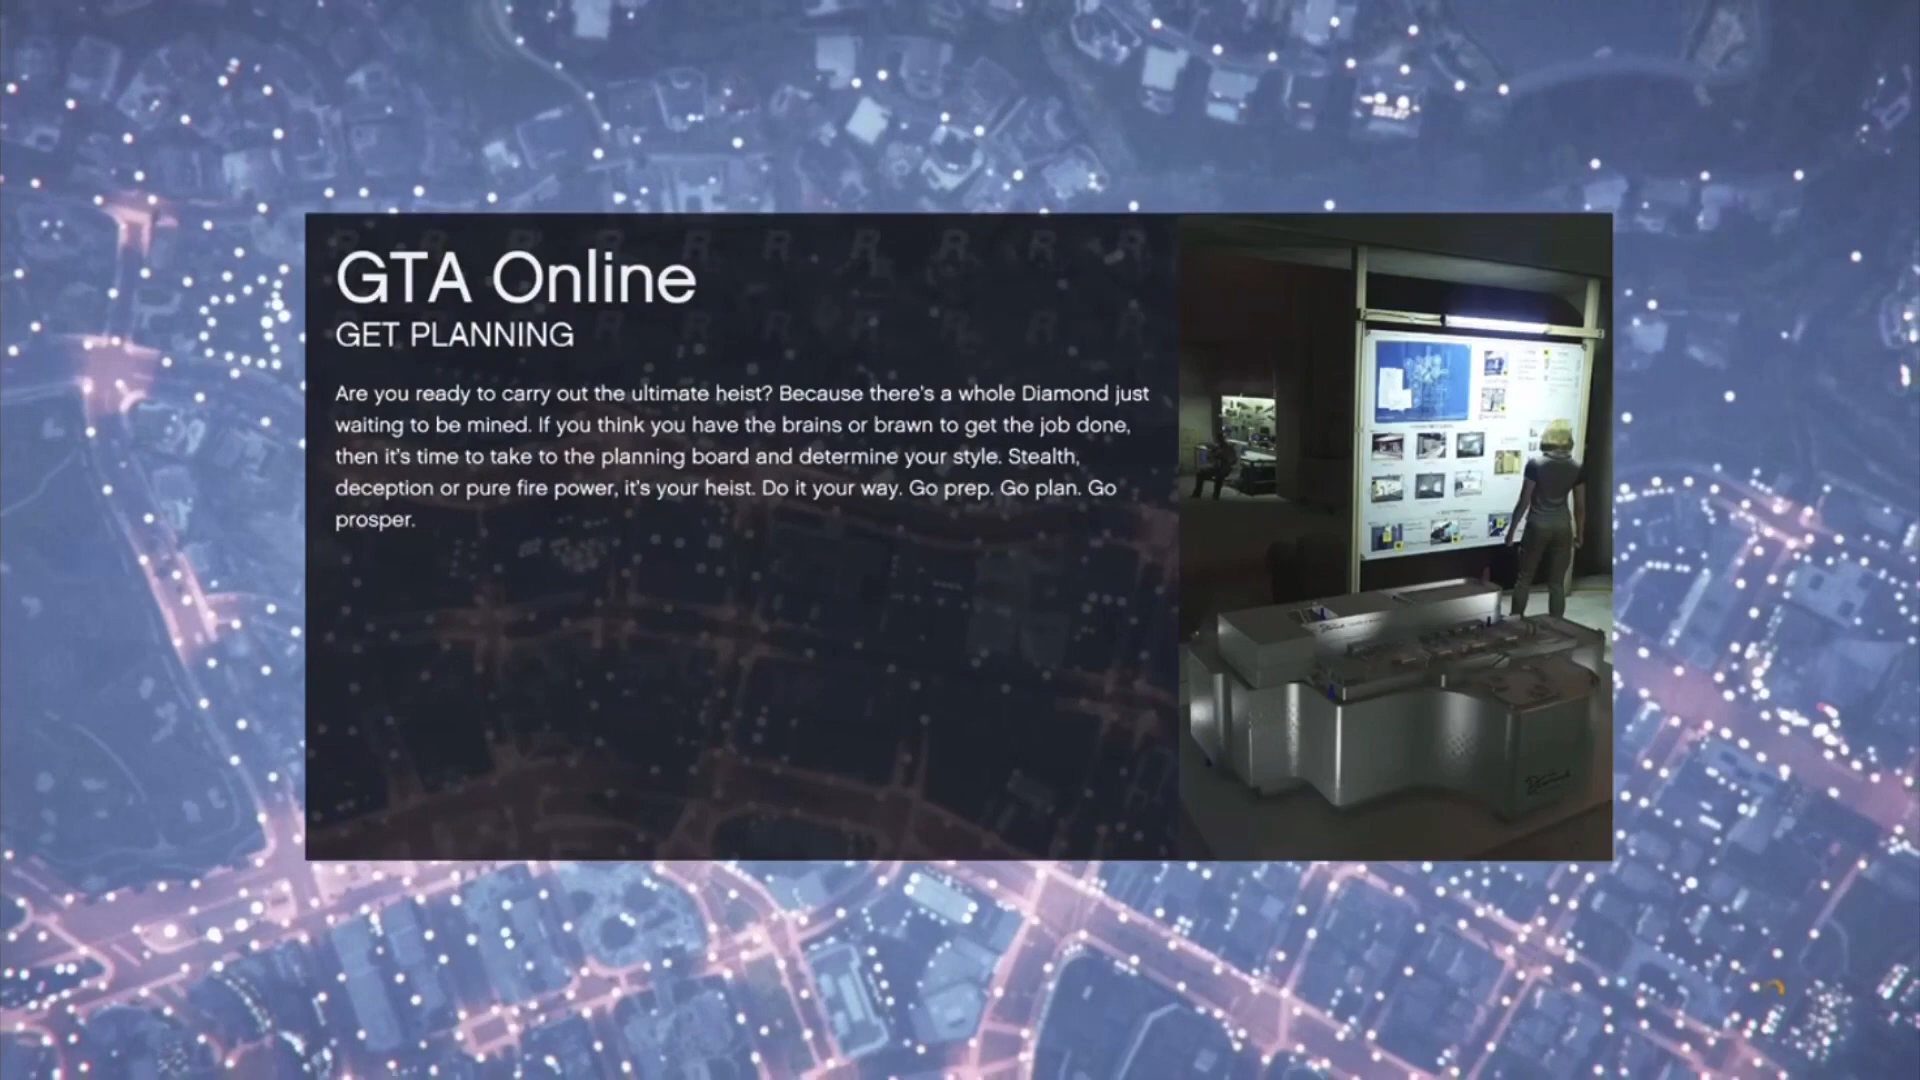 GTA Online
GET PLANNING
Are you ready to carry out the ultimate heist? Because there's a whole Diamond just
waiting to be mined. If you think you have the brains or brawn to get the job done,
then it's time to take to the planning board and determine your style. Stealth,
deception or pure fire power, it's your heist. Do it your way. Go prep. Go plan. Go
prosper.